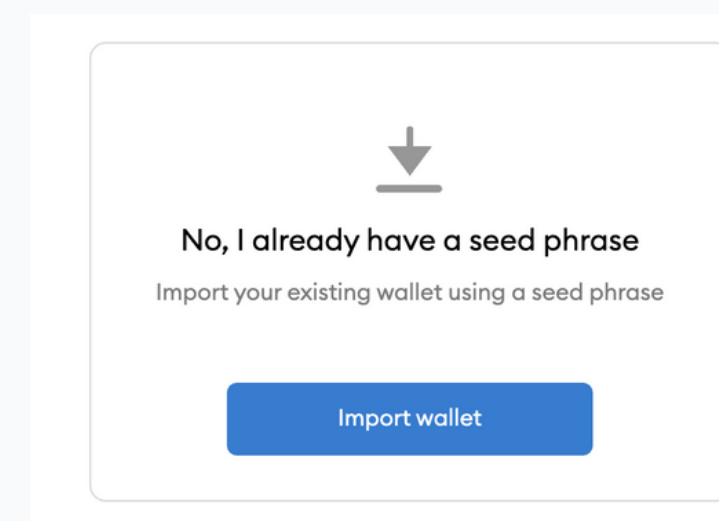 No, I already have a seed phrase
Import your existing wallet using a seed phrase
Import wallet